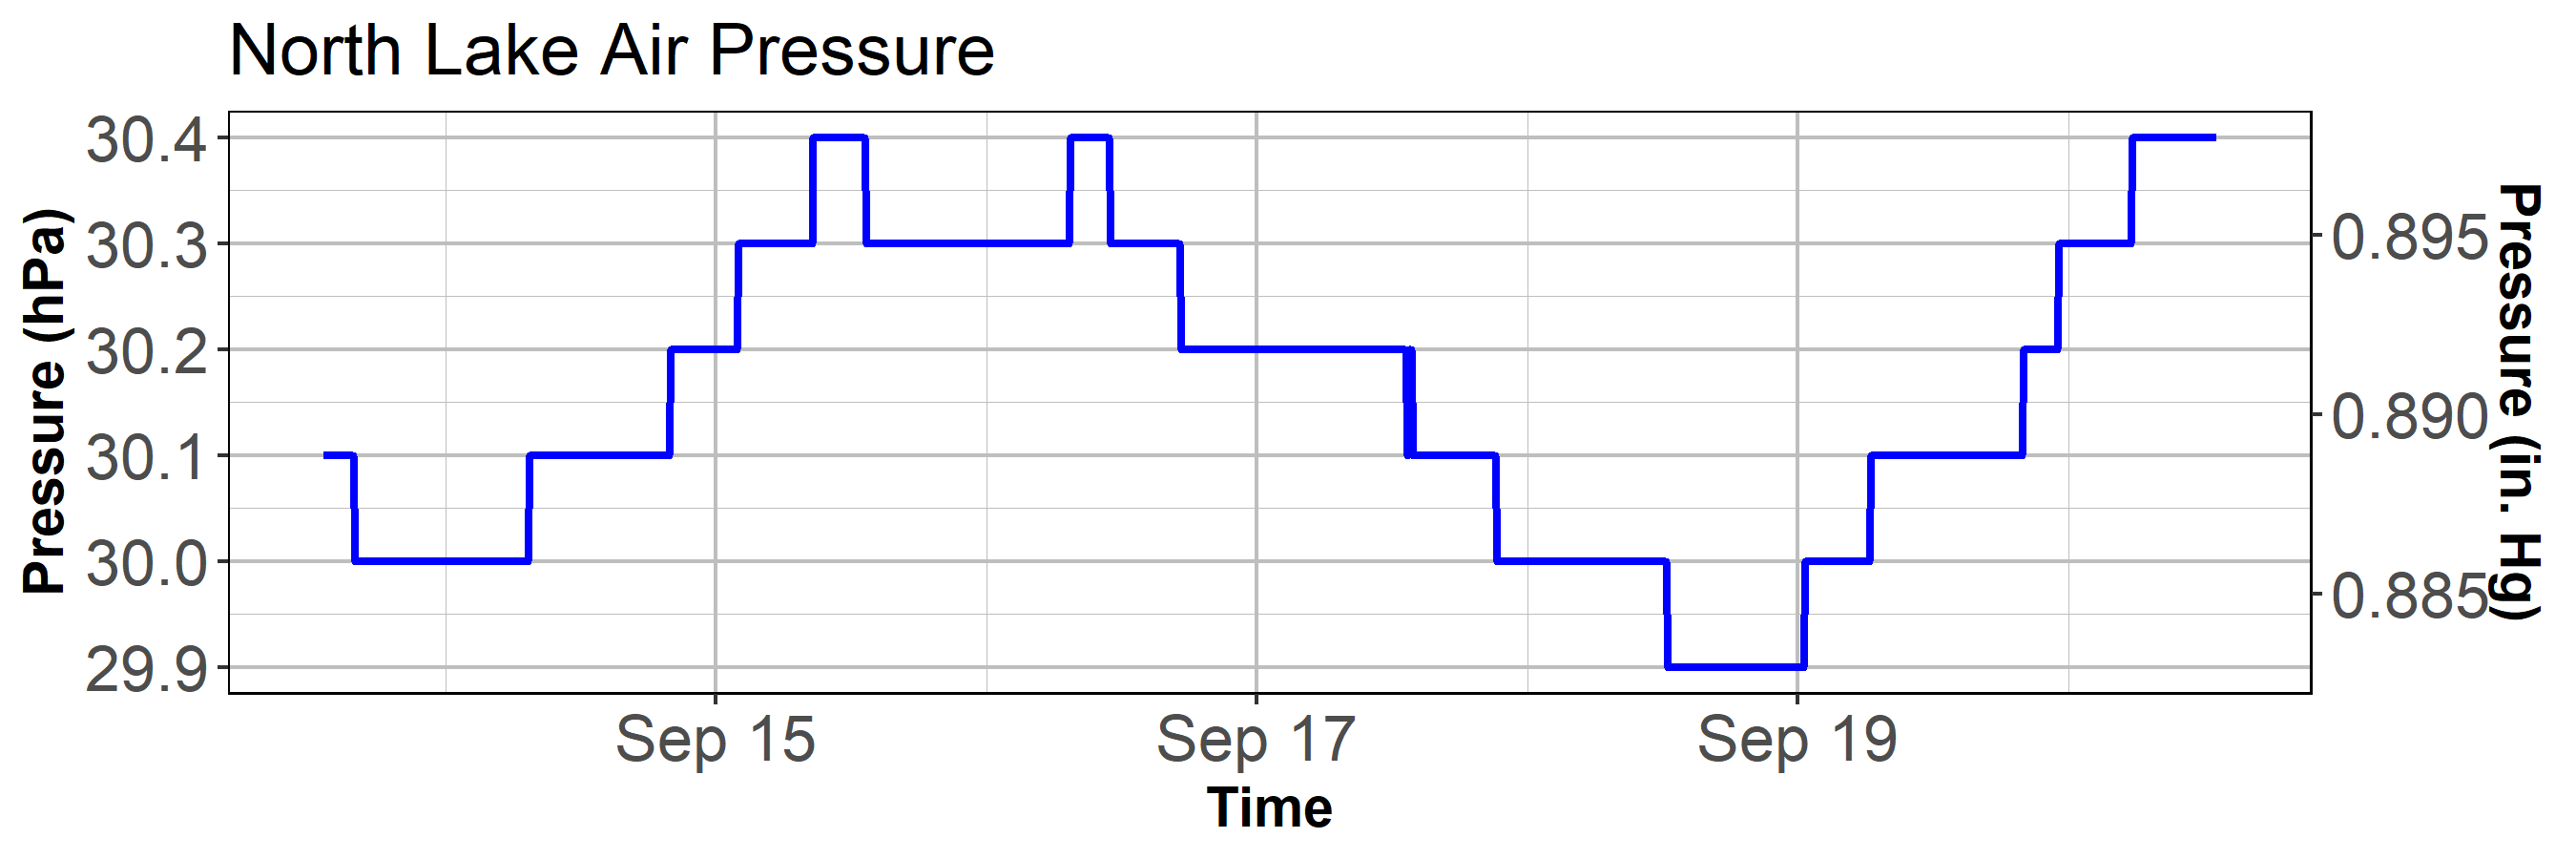 North Lake Air Pressure
Pressure (hPa)
30.4
30.3
30.2
30.1
30.0
29.9
0.895
0.890
0.885
Pressure (in. Hg)
Sep 15 Sep 17 Sep 19
Time